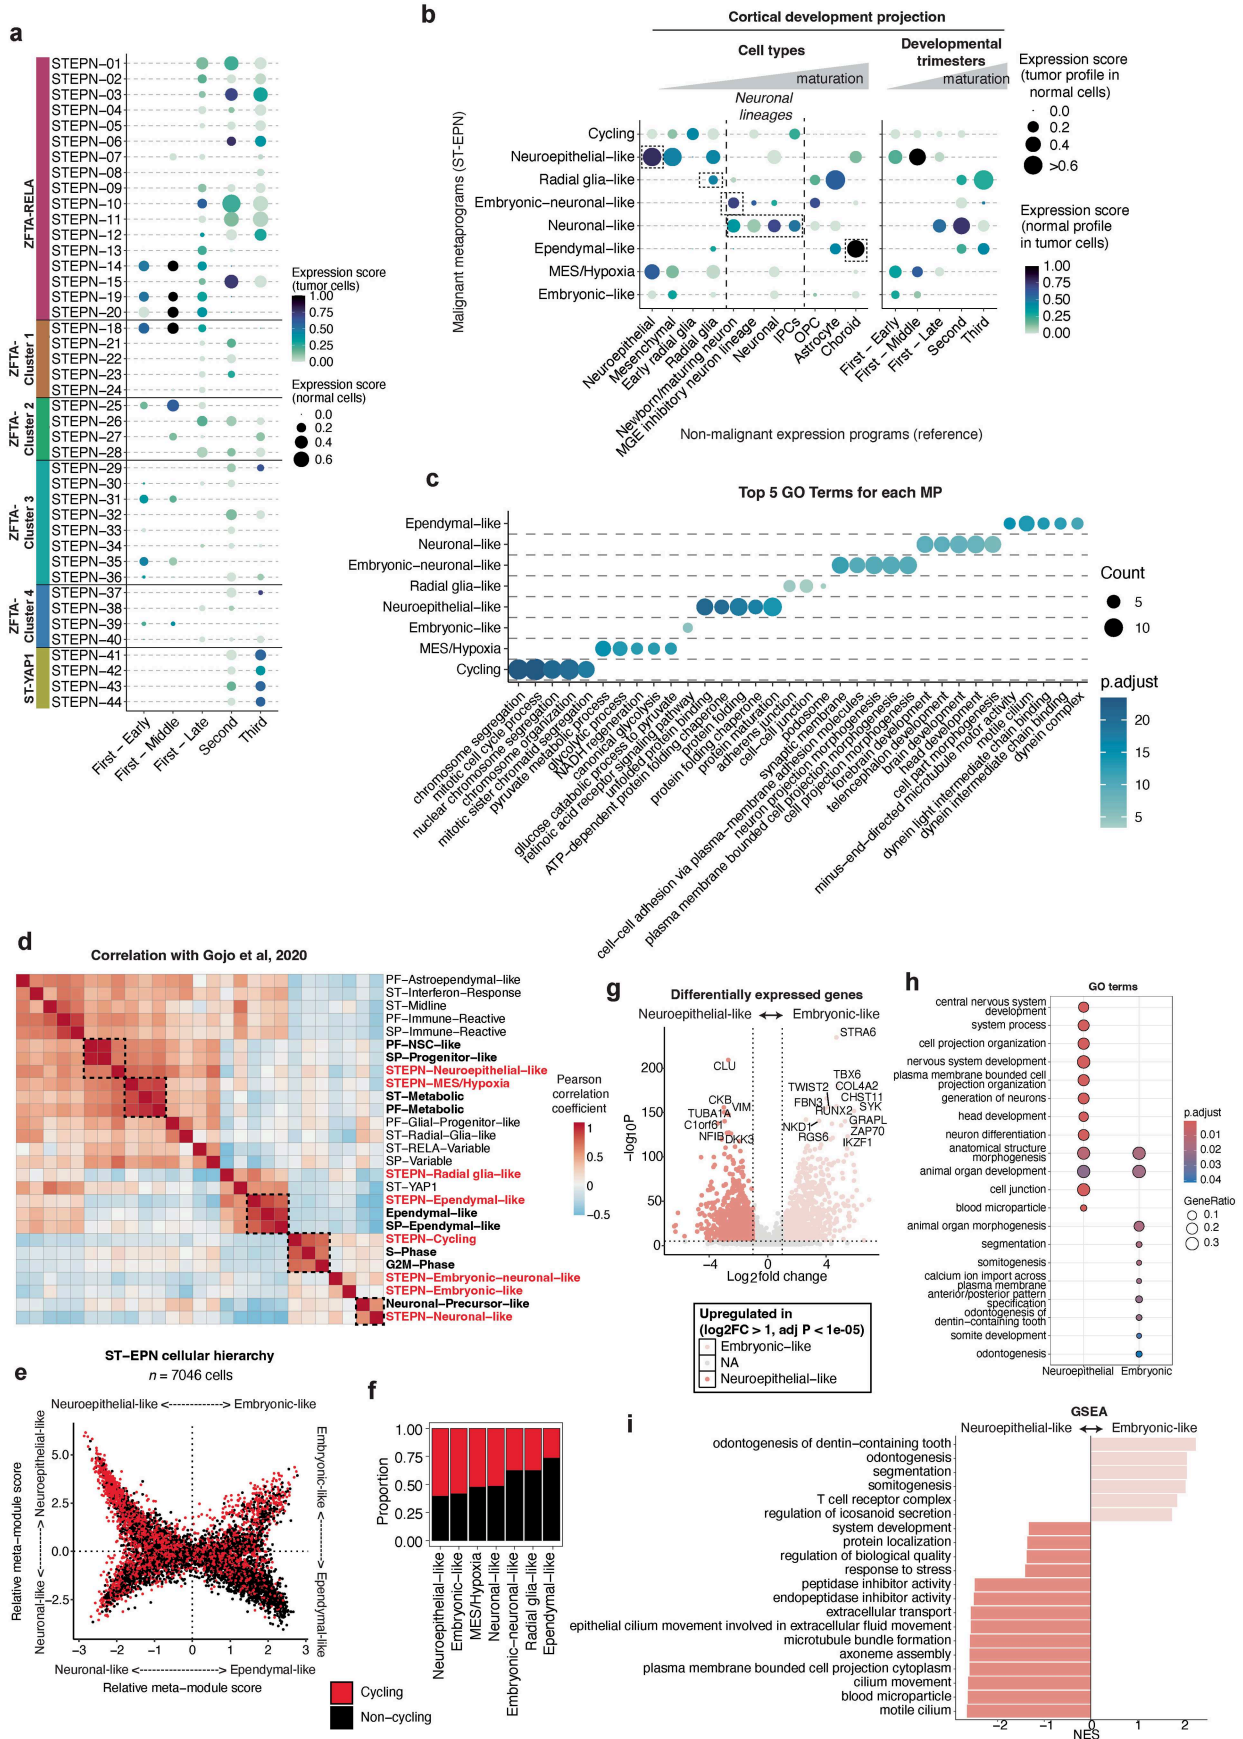 a
STEPN-01
STEPN-02
STEPN-03
STEPN-04
STEPN-05
STEPN-06
STEPN-07
STEPN-08
STEPN-09
STEPN-10
STEPN-11
STEPN-12
STEPN-13
STEPN-14
STEPN-15
STEPN-19
STEPN-20
STEPN-18
STEPN-21
STEPN-22
STEPN-23
STEPN-24
STEPN-25
STEPN-26
STEPN-27
STEPN-28
STEPN-29
STEPN-30
STEPN-31
STEPN-32
STEPN-33
STEPN-34
STEPN-35
STEPN-36
STEPN-37
STEPN-38
STEPN-39
STEPN-40
STEPN-41
STEPN-42
STEPN-43
STEPN-44
ZFTA-RELA
ZFTA-
Cluster 1
ZFTA-
Cluster 2
ZFTA-
Cluster 3
ZFTA-
Cluster 4
ST-YAP1
First – Early
First – Middle
First – Late
Second
Third
Expression score
(tumor cells)
1.00
0.75
0.50
0.25
0.00
Expression score
(normal cells)
0.0
0.2
0.4
0.6
b
Cortical development projection
Cell types
Developmental
trimesters
maturation
maturation
Neuronal
lineages
Malignant metaprograms (ST-EPN)
Cycling
Neuroepithelial-like
Radial glia-like
Embryonic-neuronal-like
Neuronal-like
Ependymal-like
MES/Hypoxia
Embryonic-like
Neuroepithelial
Mesenchymal
Early radial glia
Radial glia
Newborn/maturing neuron
MGE inhibitory neuron lineage
Neuronal
IPCs
OPC
Astrocyte
Choroid
First – Early
First – Middle
First – Late
Second
Third
Non-malignant expression programs (reference)
Expression score
(tumor profile in
normal cells)
0.0
0.2
0.4
>0.6
Expression score
(normal profile
in tumor cells)
1.00
0.75
0.50
0.25
0.00
c
Top 5 GO Terms for each MP
Ependymal-like
Neuronal-like
Embryonic-neuronal-like
Radial glia-like
Neuroepithelial-like
Embryonic-like
MES/Hypoxia
Cycling
chromosome segregation
mitotic cell cycle process
nuclear chromosome segregation
chromosome organization
mitotic sister chromatid segregation
pyruvate metabolic process
glycolytic process
NADH regeneration
canonical glycolysis
glucose catabolic process to pyruvate
retinoic acid receptor signaling pathway
unfolded protein binding
ATP-dependent protein folding chaperone
protein folding
protein folding chaperone
protein maturation
adherens junction
cell-cell junction
podosome
synaptic membrane
cell-cell adhesion via plasma-membrane adhesion molecules
neuron projection morphogenesis
plasma membrane bounded cell projection morphogenesis
cell projection morphogenesis
forebrain development
telencephalon development
brain development
head development
cell part morphogenesis
minus-end-directed microtubule motor activity
motile cilium
dynein light intermediate chain binding
dynein intermediate chain binding
dynein complex
Count
5
10
p.adjust
20
15
10
5
d
Correlation with Gojo et al, 2020
PF-Astroependymal-like
ST-Interferon-Response
ST-Midline
PF-Immune-Reactive
SP-Immune-Reactive
PF-NSC-like
SP-Progenitor-like
STEPN-Neuroepithelial-like
STEPN-MES/Hypoxia
ST-Metabolic
PF-Metabolic
PF-Glial-Progenitor-like
ST-Radial-Glia-like
ST-RELA-Variable
SP-Variable
STEPN-Radial glia-like
ST-YAP1
STEPN-Ependymal-like
Ependymal-like
SP-Ependymal-like
STEPN-Cycling
S-Phase
G2M-Phase
STEPN-Embryonic-neuronal-like
STEPN-Embryonic-like
Neuronal-Precursor-like
STEPN-Neuronal-like
Pearson
correlation
coefficient
1
0.5
0
−0.5
e
ST-EPN cellular hierarchy
n = 7046 cells
Neuroepithelial-like <------------> Embryonic-like
Relative meta-module score
Neuronal-like <----------> Neuroepithelial-like
Embryonic-like <----------> Ependymal-like
5.0
2.5
0.0
−2.5
−3
−2
−1
0
1
2
3
Neuronal-like <------------> Ependymal-like
Relative meta-module score
Cycling
Non-cycling
f
Proportion
1.00
0.75
0.50
0.25
0.00
Neuroepithelial-like
Embryonic-like
MES/Hypoxia
Neuronal-like
Embryonic-neuronal-like
Radial glia-like
Ependymal-like
g
Differentially expressed genes
Neuroepithelial-like ↔ Embryonic-like
−log10P
200
150
100
50
0
STRA6
CLU
TBX6
TWIST2
COL4A2
CKB
FBN3
CHST11
VIM
RUNX2
SYK
TUBA1A
GRAPL
C1orf61
NKD1
ZAP70
NFIB
DKK3
RGS6
IKZF1
−4
0
4
Log2fold change
Upregulated in
(log2FC > 1, adj P < 1e-05)
Embryonic-like
NA
Neuroepithelial-like
h
GO terms
central nervous system
development
system process
cell projection organization
nervous system development
plasma membrane bounded cell
projection organization
generation of neurons
head development
neuron differentiation
anatomical structure
morphogenesis
animal organ development
cell junction
blood microparticle
animal organ morphogenesis
segmentation
somitogenesis
calcium ion import across
plasma membrane
anterior/posterior pattern
specification
odontogenesis of
dentin-containing tooth
somite development
odontogenesis
Neuroepithelial
Embryonic
p.adjust
0.01
0.02
0.03
0.04
GeneRatio
0.1
0.2
0.3
i
GSEA
Neuroepithelial-like ↔ Embryonic-like
odontogenesis of dentin-containing tooth
odontogenesis
segmentation
somitogenesis
T cell receptor complex
regulation of icosanoid secretion
system development
protein localization
regulation of biological quality
response to stress
peptidase inhibitor activity
endopeptidase inhibitor activity
extracellular transport
epithelial cilium movement involved in extracellular fluid movement
microtubule bundle formation
axoneme assembly
plasma membrane bounded cell projection cytoplasm
cilium movement
blood microparticle
motile cilium
−2
−1
0
1
2
NES